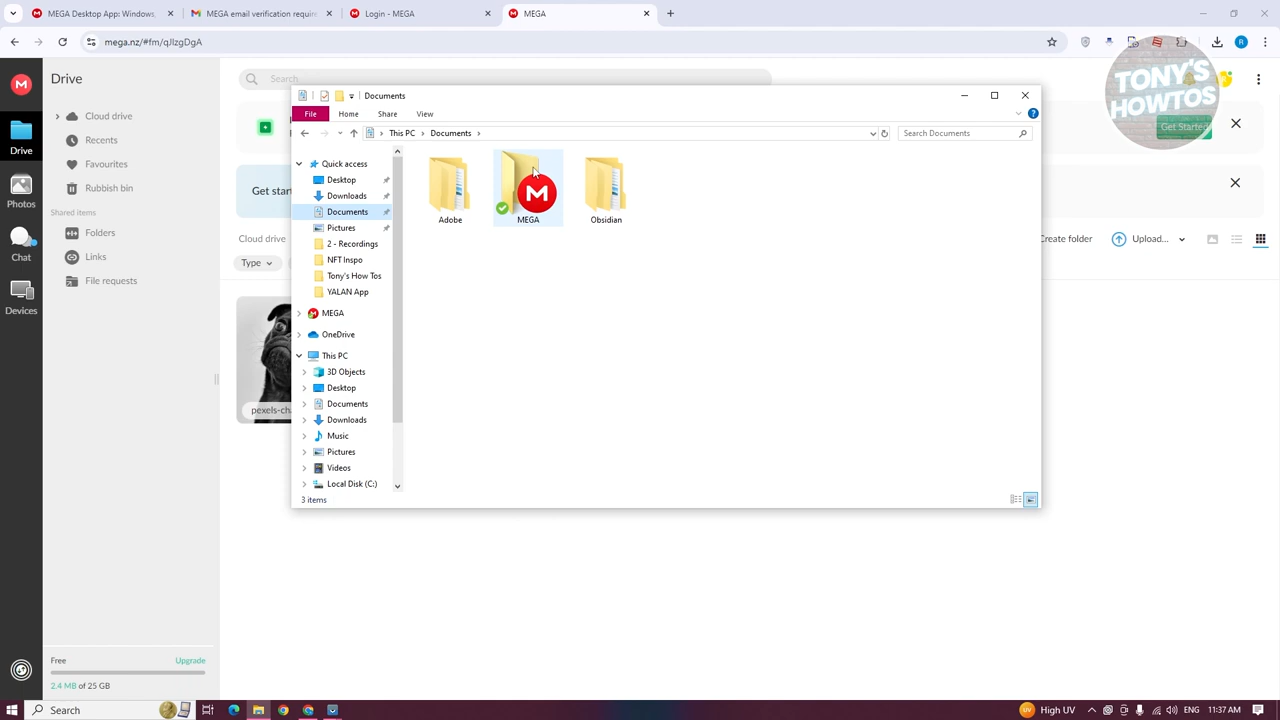 MEGA Desktop App: Windows,
MEGA email verification require
Login - MEGA
MEGA
mega.nz/#fm/qJIzgDgA
Drive
Search
TONY'S
HOWTOS
Get Started
Cloud drive
Recents
Favourites
Rubbish bin
Shared items
Folders
Links
File requests
Drive
Photos
Chat
Devices
Get star
Cloud drive
Type
Create folder
Upload...
pexels-cha
Documents
File
Home
Share
View
This PC
Documents
Search Documents
Quick access
Desktop
Downloads
Documents
Pictures
2 - Recordings
NFT Inspo
Tony's How Tos
YALAN App
MEGA
OneDrive
This PC
3D Objects
Desktop
Documents
Downloads
Music
Pictures
Videos
Local Disk (C:)
Adobe
MEGA
Obsidian
3 items
Free
Upgrade
2.4 MB of 25 GB
Search
High UV
ENG
11:37 AM